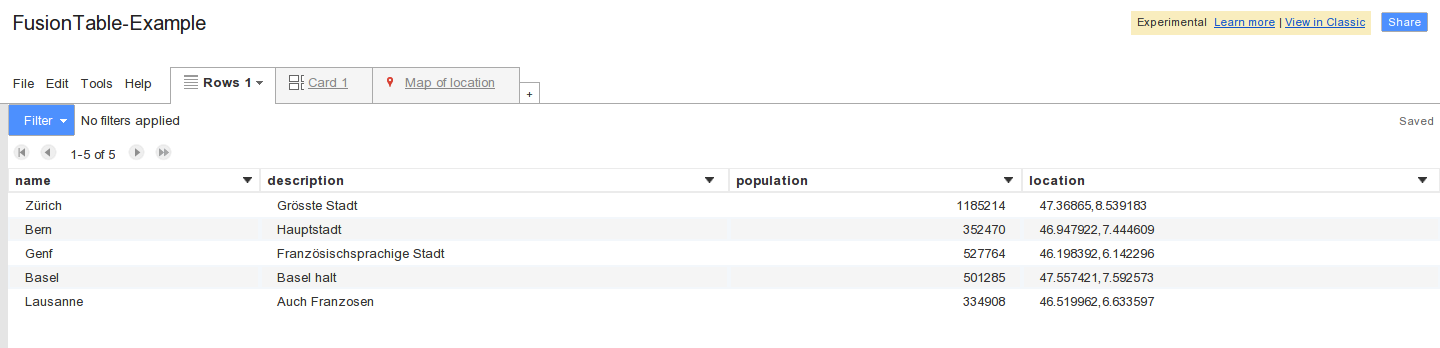 FusionTable-Example
Experimental Learn more | View in Classic Share
File Edit Tools Help Rows 1 Card 1 Map of location +
Filter No filters applied Saved
1-5 of 5
name description population location
Zürich Grösste Stadt 1185214 47.36865,8.539183
Bern Hauptstadt 352470 46.947922,7.444609
Genf Französischsprachige Stadt 527764 46.198392,6.142296
Basel Basel halt 501285 47.557421,7.592573
Lausanne Auch Franzosen 334908 46.519962,6.633597